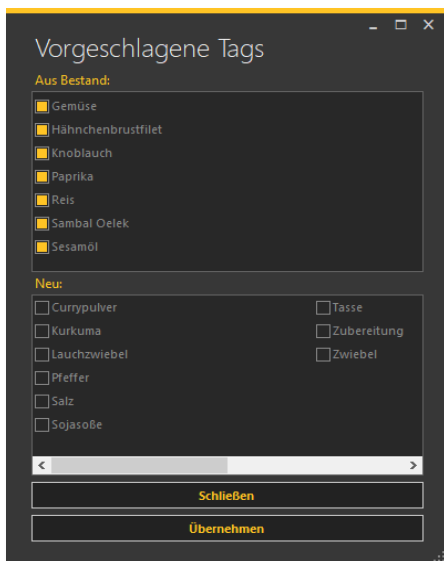 Vorgeschlagene Tags
Aus Bestand:
Gemüse
Hähnchenbrustfilet
Knoblauch
Paprika
Reis
Sambal Oelek
Sesamöl
Neu:
Currypulver
Kurkuma
Lauchzwiebel
Pfeffer
Salz
Sojasoße
Tasse
Zubereitung
Zwiebel
Schließen
Übernehmen